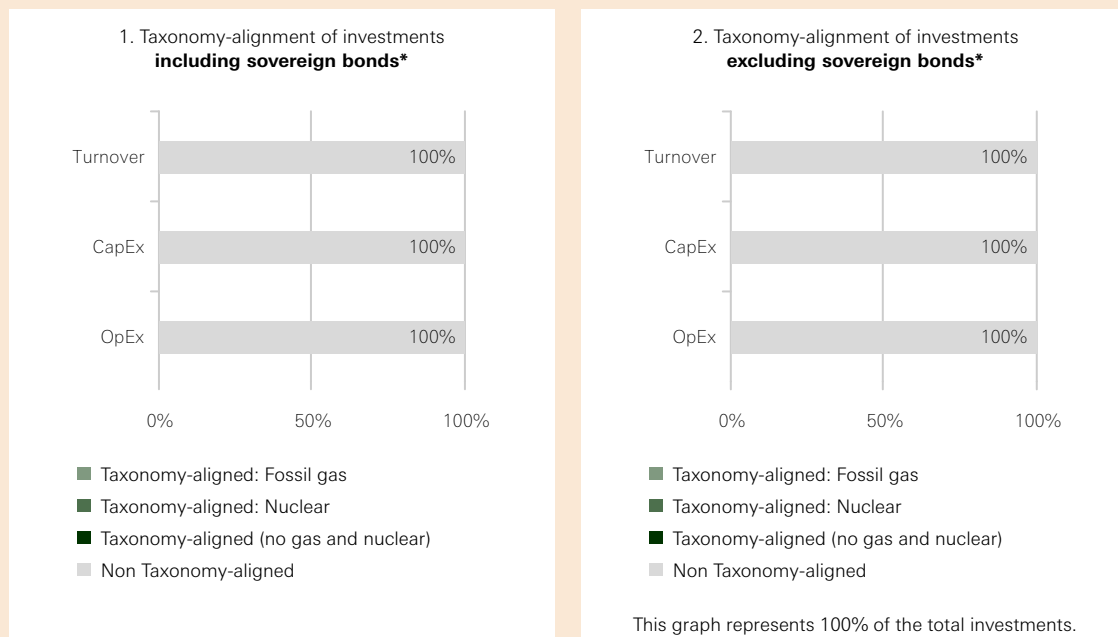 1. Taxonomy-alignment of investments
including sovereign bonds*
Turnover
100%
CapEx
100%
OpEx
100%
0%
50%
100%
Taxonomy-aligned: Fossil gas
Taxonomy-aligned: Nuclear
Taxonomy-aligned (no gas and nuclear)
Non Taxonomy-aligned
2. Taxonomy-alignment of investments
excluding sovereign bonds*
Turnover
100%
CapEx
100%
OpEx
100%
0%
50%
100%
Taxonomy-aligned: Fossil gas
Taxonomy-aligned: Nuclear
Taxonomy-aligned (no gas and nuclear)
Non Taxonomy-aligned
This graph represents 100% of the total investments.